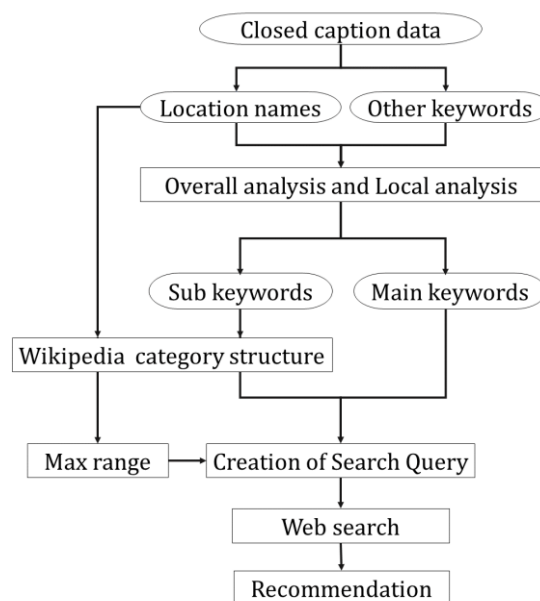 Closed caption data
Location names
Other keywords
Overall analysis and Local analysis
Sub keywords
Main keywords
Wikipedia category structure
Max range
Creation of Search Query
Web search
Recommendation